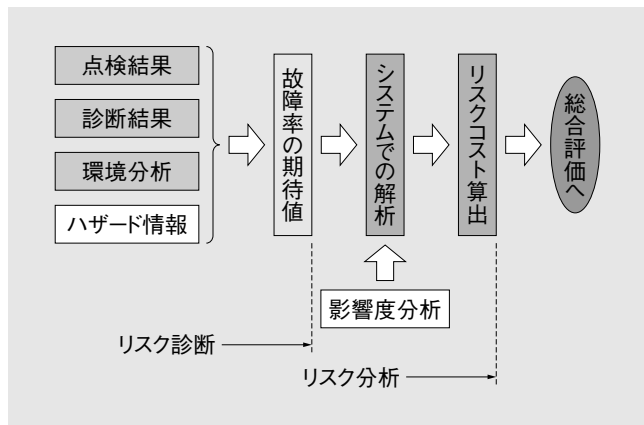 点検結果
診断結果
環境分析
ハザード情報
故障率の期待値
システムでの解析
リスクコスト算出
総合評価へ
影響度分析
リスク診断
リスク分析